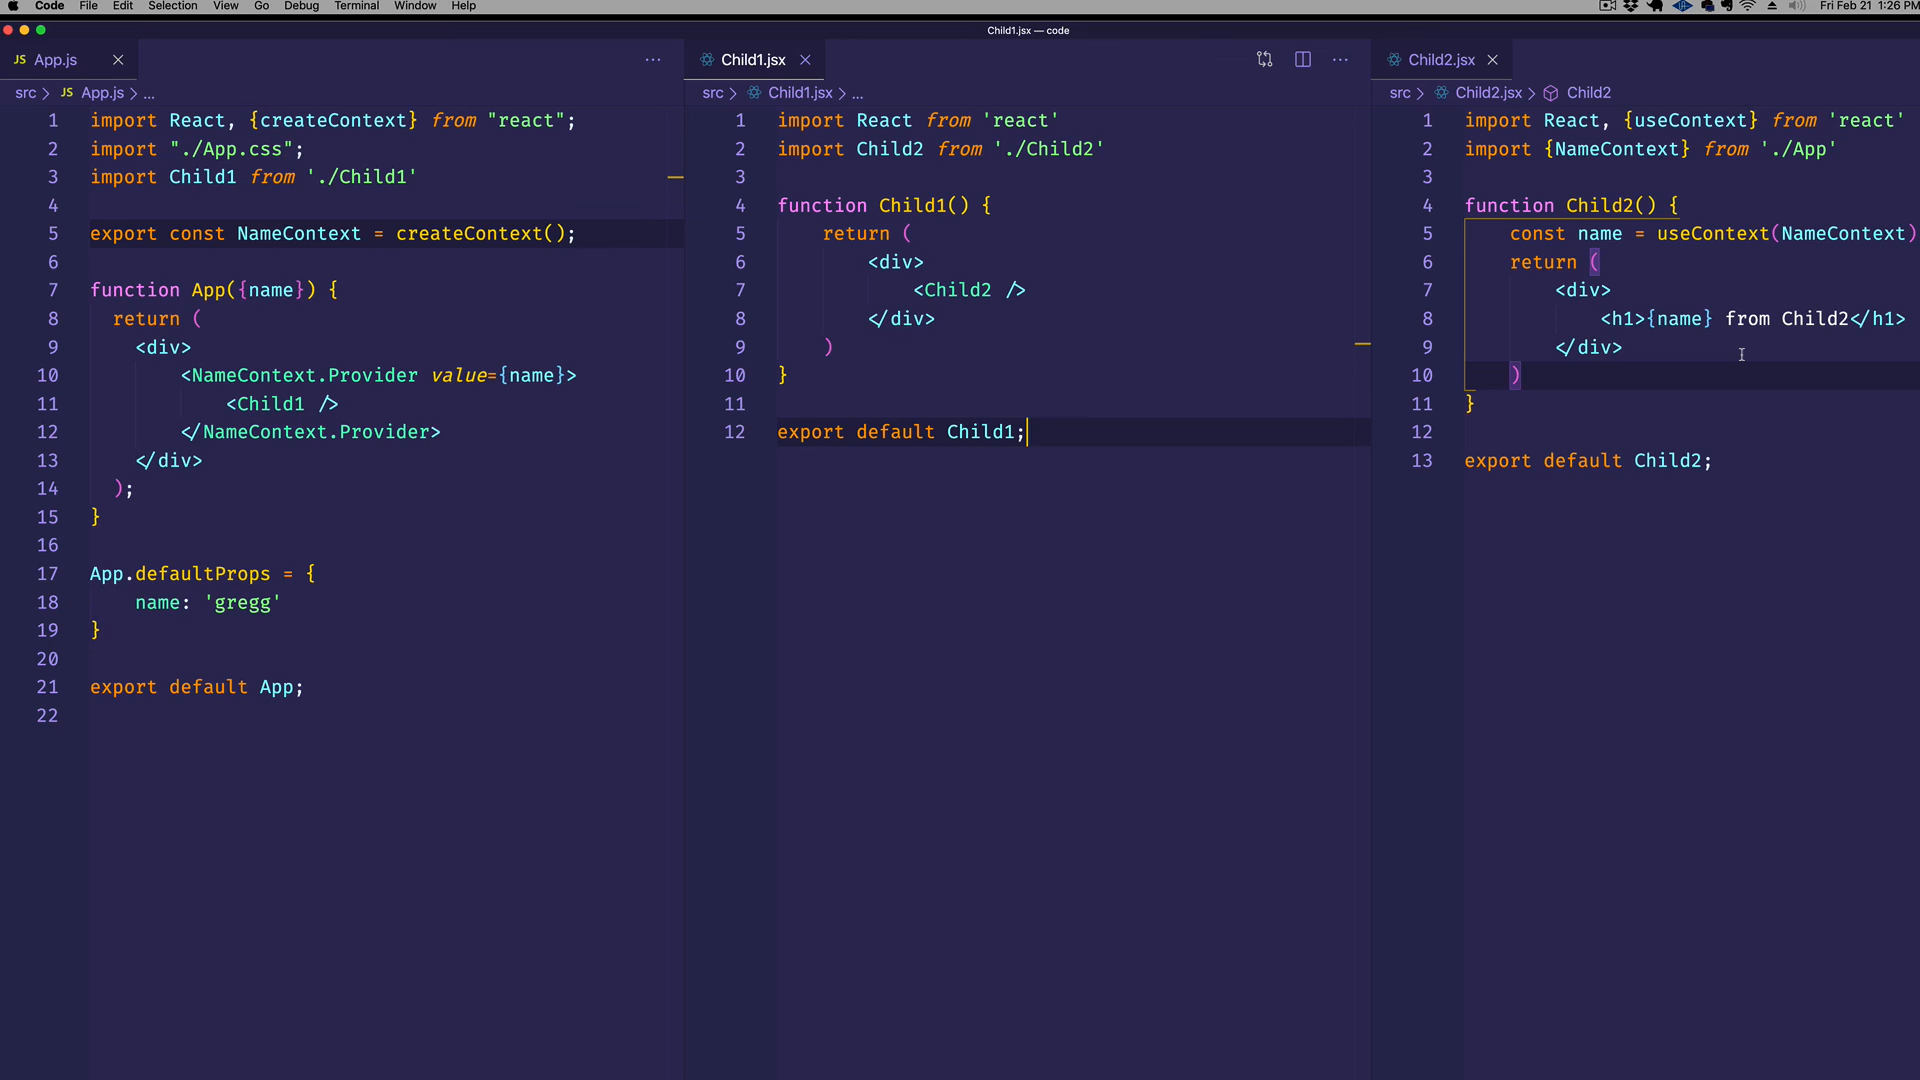 Code File Edit Selection View Go Debug Terminal Window Help Fri Feb 21 1:26 PM
Child1.jsx — code
JS App.js
src > JS App.js > ...
1 import React, {createContext} from "react";
2 import "./App.css";
3 import Child1 from './Child1'
4
5 export const NameContext = createContext();
6
7 function App({name}) {
8 return (
9 <div>
10 <NameContext.Provider value={name}>
11 <Child1 />
12 </NameContext.Provider>
13 </div>
14 );
15 }
16
17 App.defaultProps = {
18 name: 'gregg'
19 }
20
21 export default App;
22
Child1.jsx
src > Child1.jsx > ...
1 import React from 'react'
2 import Child2 from './Child2'
3
4 function Child1() {
5 return (
6 <div>
7 <Child2 />
8 </div>
9 )
10 }
11
12 export default Child1;
Child2.jsx
src > Child2.jsx > Child2
1 import React, {useContext} from 'react'
2 import {NameContext} from './App'
3
4 function Child2() {
5 const name = useContext(NameContext)
6 return (
7 <div>
8 <h1>{name} from Child2</h1>
9 </div>
10 )
11 }
12
13 export default Child2;